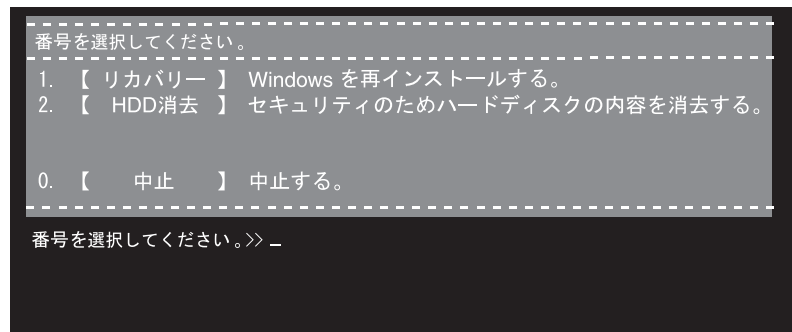 番号を選択してください。
1. 【 リカバリー 】 Windows を再インストールする。
2. 【 HDD消去 】 セキュリティのためハードディスクの内容を消去する。
0. 【 中止 】 中止する。
番号を選択してください。>> _